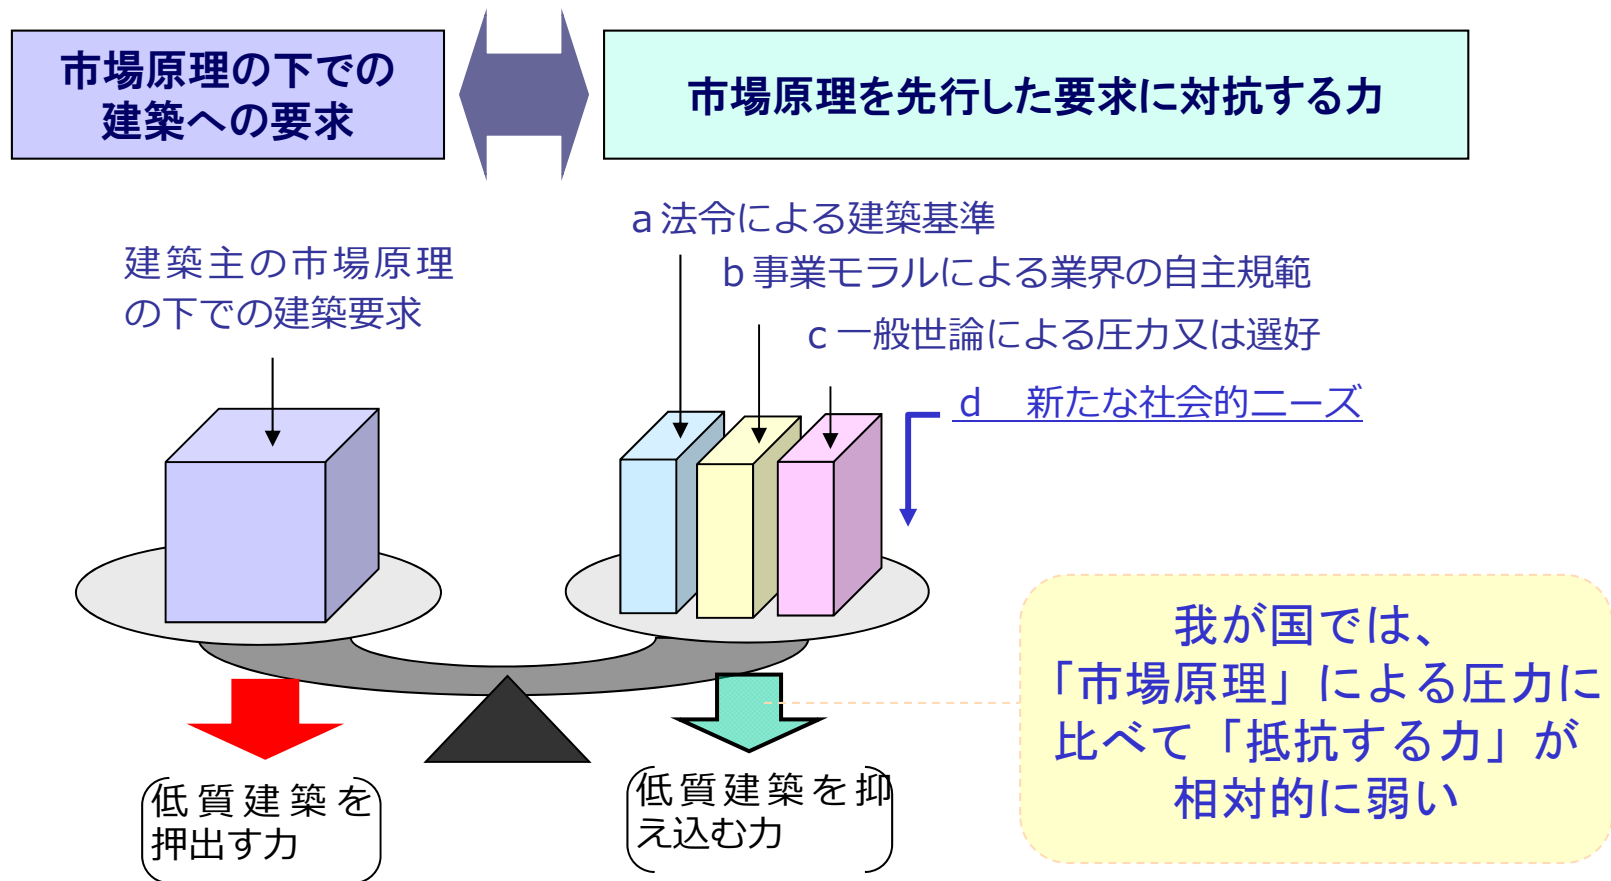 市場原理の下での
建築への要求
市場原理を先行した要求に対抗する力
a 法令による建築基準
b 事業モラルによる業界の自主規範
c 一般世論による圧力又は選好
d　新たな社会的ニーズ
建築主の市場原理
の下での建築要求
我が国では、
「市場原理」による圧力に
比べて「抵抗する力」が
相対的に弱い
低質建築を
押出す力
低質建築を抑
え込む力